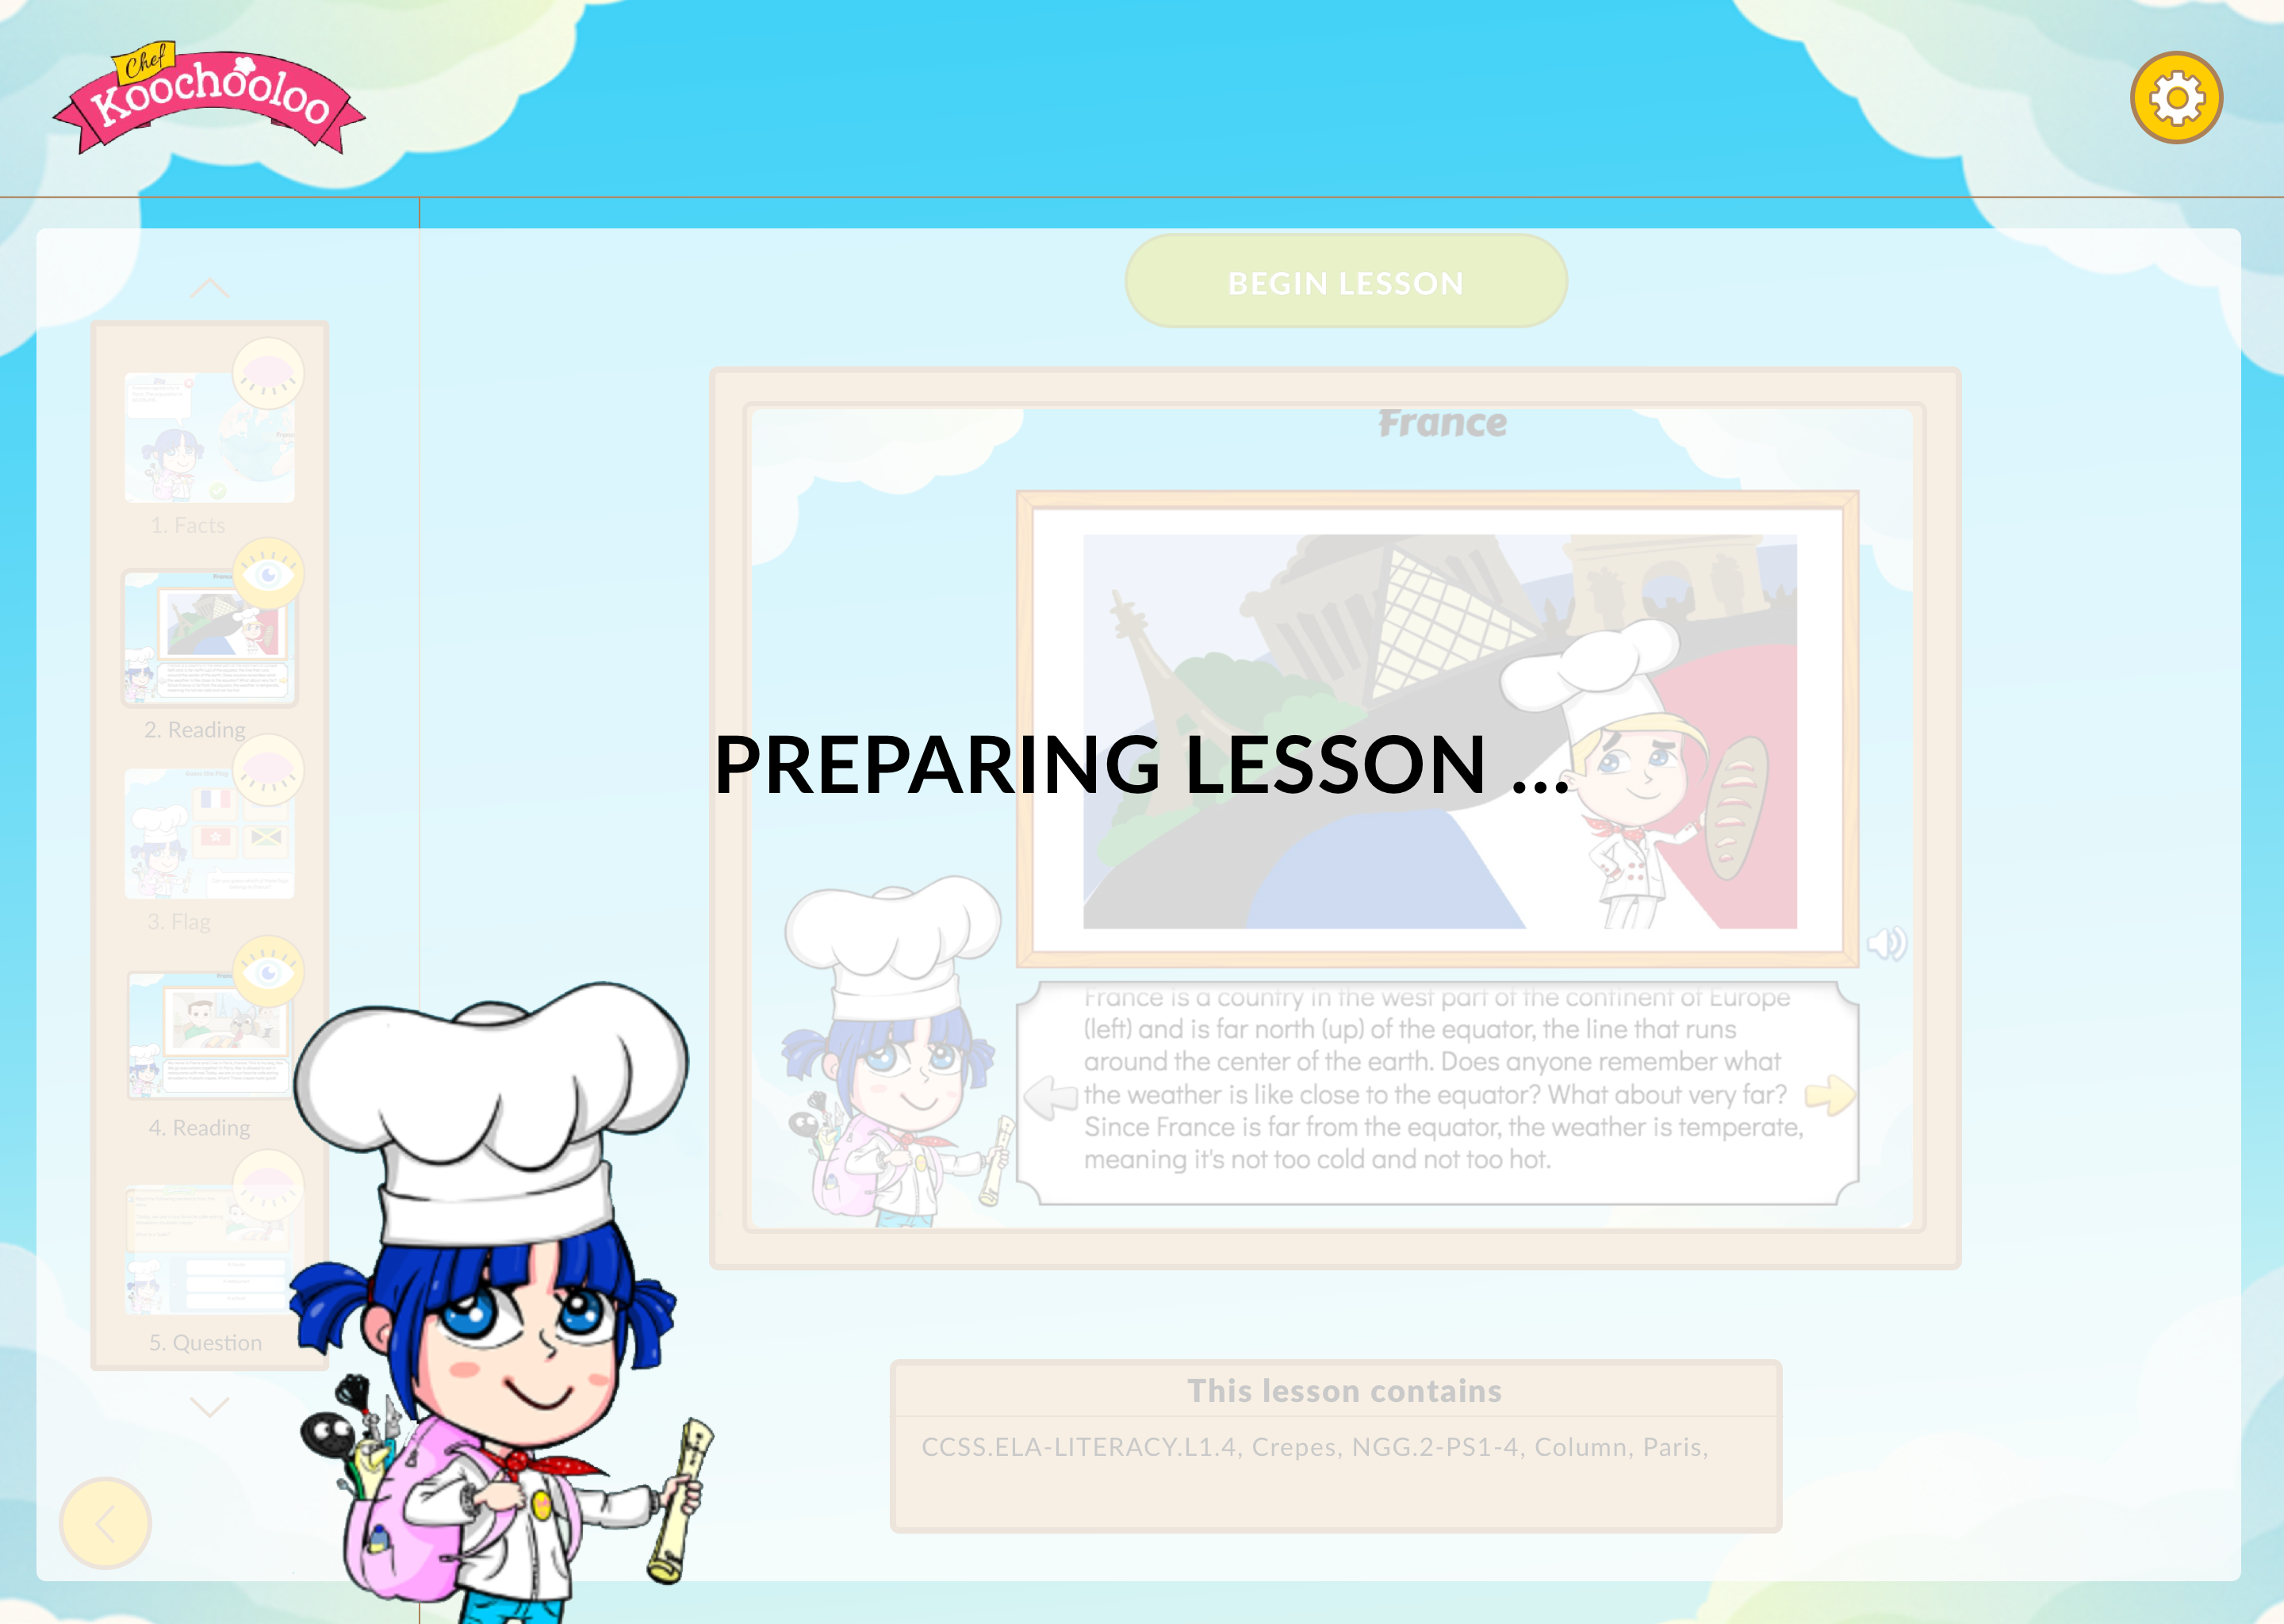 Chef
Koochooloo
BEGIN LESSON
1. Facts
2. Reading
3. Flag
4. Reading
5. Question
France
PREPARING LESSON ...
France is a country in the west part of the continent of Europe
(left) and is far north (up) of the equator, the line that runs
around the center of the earth. Does anyone remember what
the weather is like close to the equator? What about very far?
Since France is far from the equator, the weather is temperate,
meaning it's not too cold and not too hot.
This lesson contains
CCSS.ELA-LITERACY.L1.4, Crepes, NGG.2-PS1-4, Column, Paris,